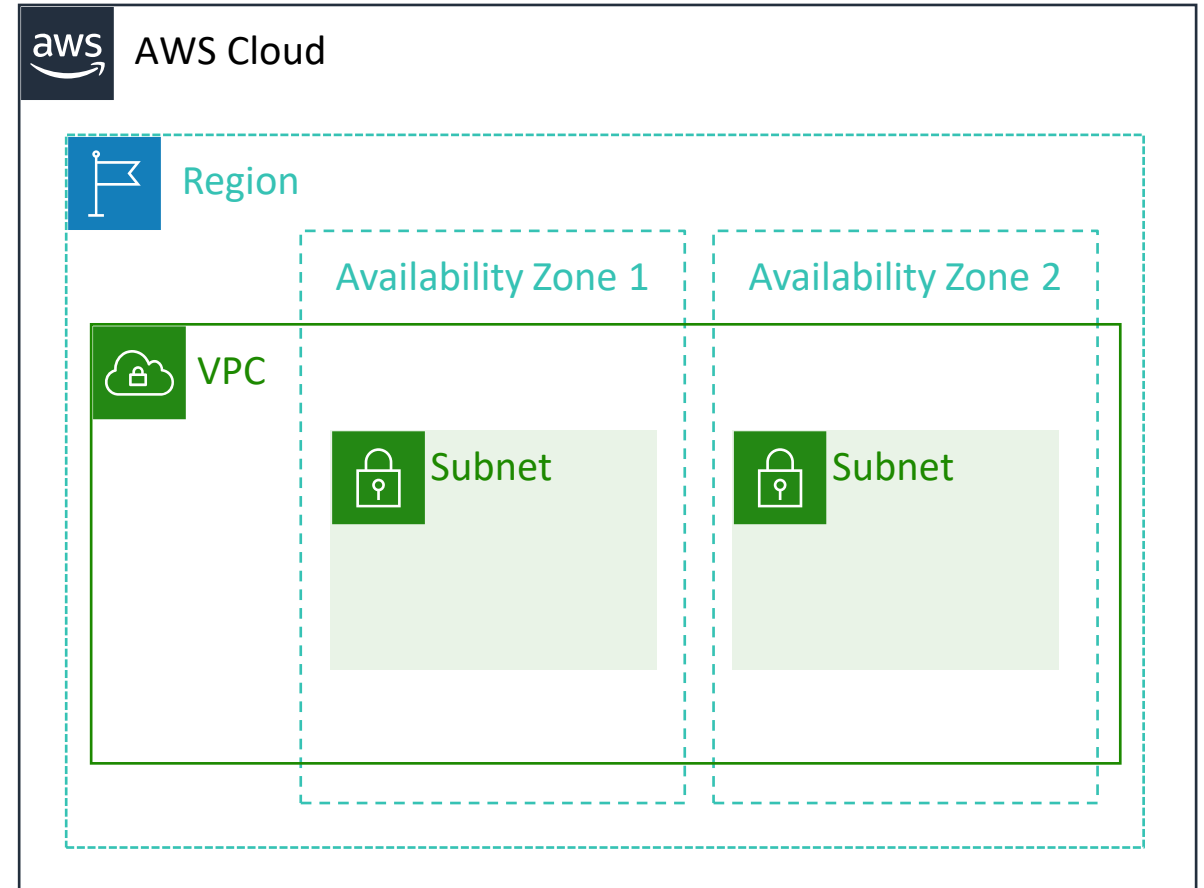 aws
AWS Cloud
Region
Availability Zone 1
Availability Zone 2
VPC
Subnet
Subnet